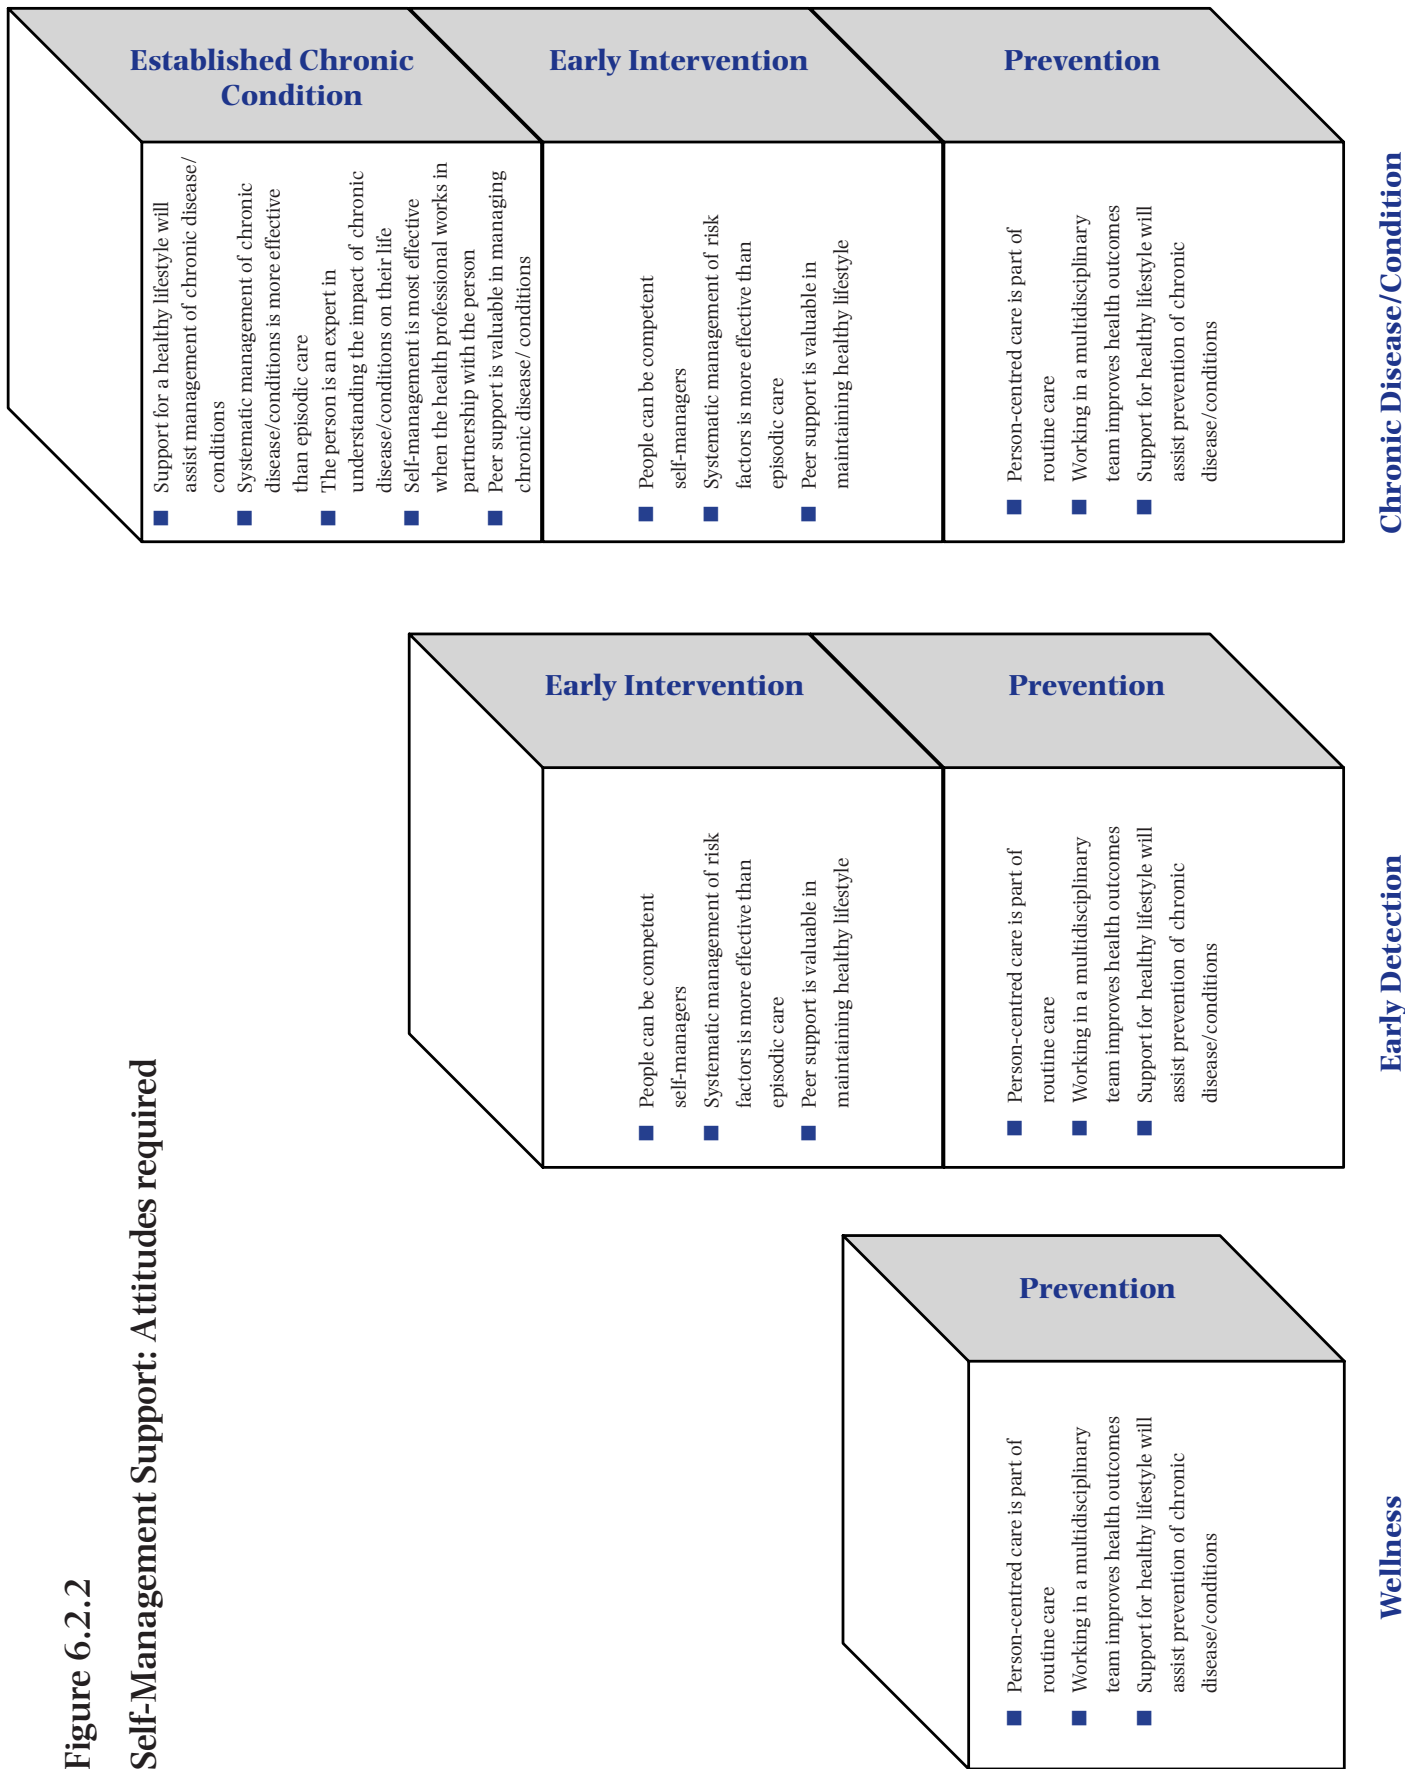 Figure 6.2.2
Self-Management Support: Attitudes required
Prevention
■ Person-centred care is part of
routine care
■ Working in a multidisciplinary
team improves health outcomes
■ Support for healthy lifestyle will
assist prevention of chronic
disease/conditions
Wellness
Early Intervention
■ People can be competent
self-managers
■ Systematic management of risk
factors is more effective than
episodic care
■ Peer support is valuable in
maintaining healthy lifestyle
Prevention
■ Person-centred care is part of
routine care
■ Working in a multidisciplinary
team improves health outcomes
■ Support for healthy lifestyle will
assist prevention of chronic
disease/conditions
Early Detection
Established Chronic
Condition
■ Support for a healthy lifestyle will
assist management of chronic disease/
conditions
■ Systematic management of chronic
disease/conditions is more effective
than episodic care
■ The person is an expert in
understanding the impact of chronic
disease/conditions on their life
■ Self-management is most effective
when the health professional works in
partnership with the person
■ Peer support is valuable in managing
chronic disease/ conditions
Early Intervention
■ People can be competent
self-managers
■ Systematic management of risk
factors is more effective than
episodic care
■ Peer support is valuable in
maintaining healthy lifestyle
Prevention
■ Person-centred care is part of
routine care
■ Working in a multidisciplinary
team improves health outcomes
■ Support for healthy lifestyle will
assist prevention of chronic
disease/conditions
Chronic Disease/Condition